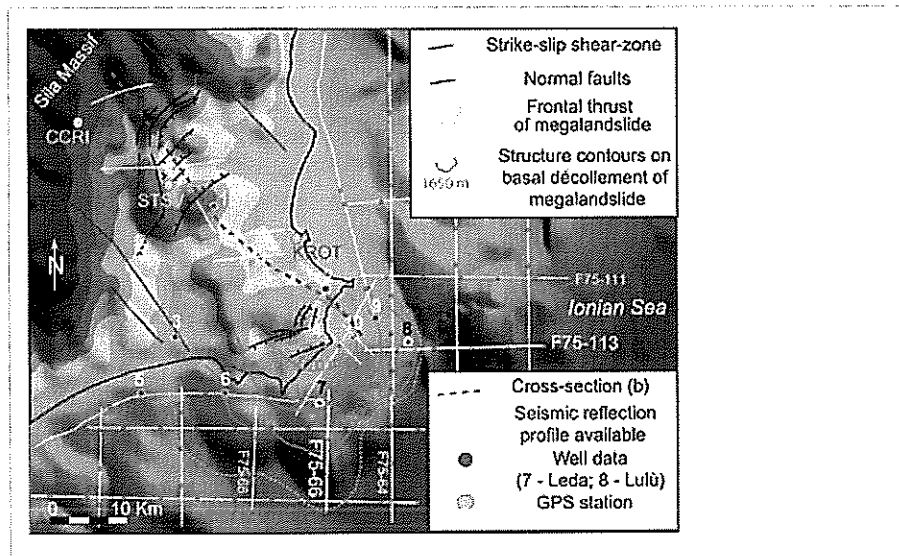 Strike-slip shear-zone
Normal faults
Frontal thrust
of megalandslide
Structure contours on
basal décollement of
megalandslide
1650 m
Sila Massif
CCRI
STS
KROT
N
F75-111
Ionian Sea
F75-113
3
9
8
5
6
7
F75-68
F75-66
F75-64
0 10 Km
Cross-section (b)
Seismic reflection
profile available
Well data
(7 - Leda; 8 - Lulù)
GPS station